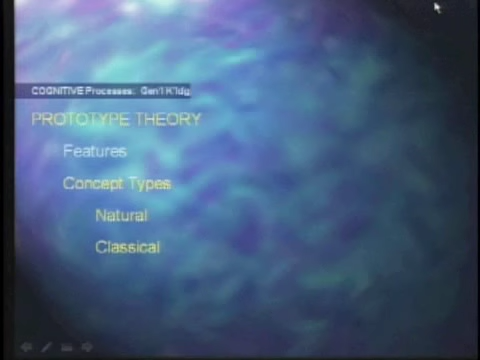 COGNITIVE Processes: Gen'l K'ldg
PROTOTYPE THEORY
Features
Concept Types
Natural
Classical